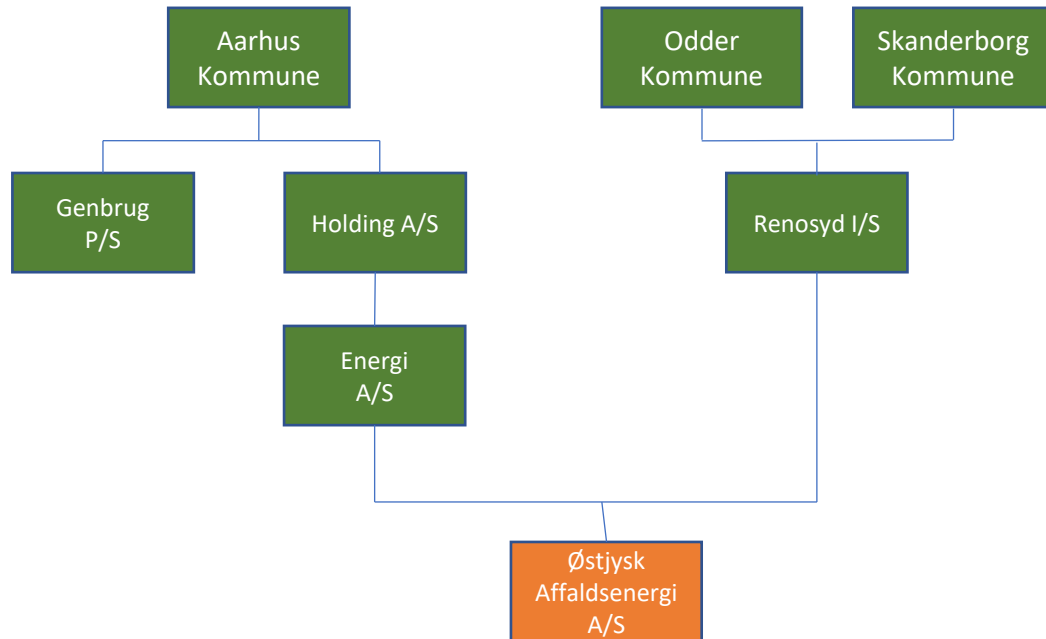 Aarhus
Kommune
Odder
Kommune
Skanderborg
Kommune
Genbrug
P/S
Holding A/S
Renosyd I/S
Energi
A/S
Østjysk
Affaldsenergi
A/S